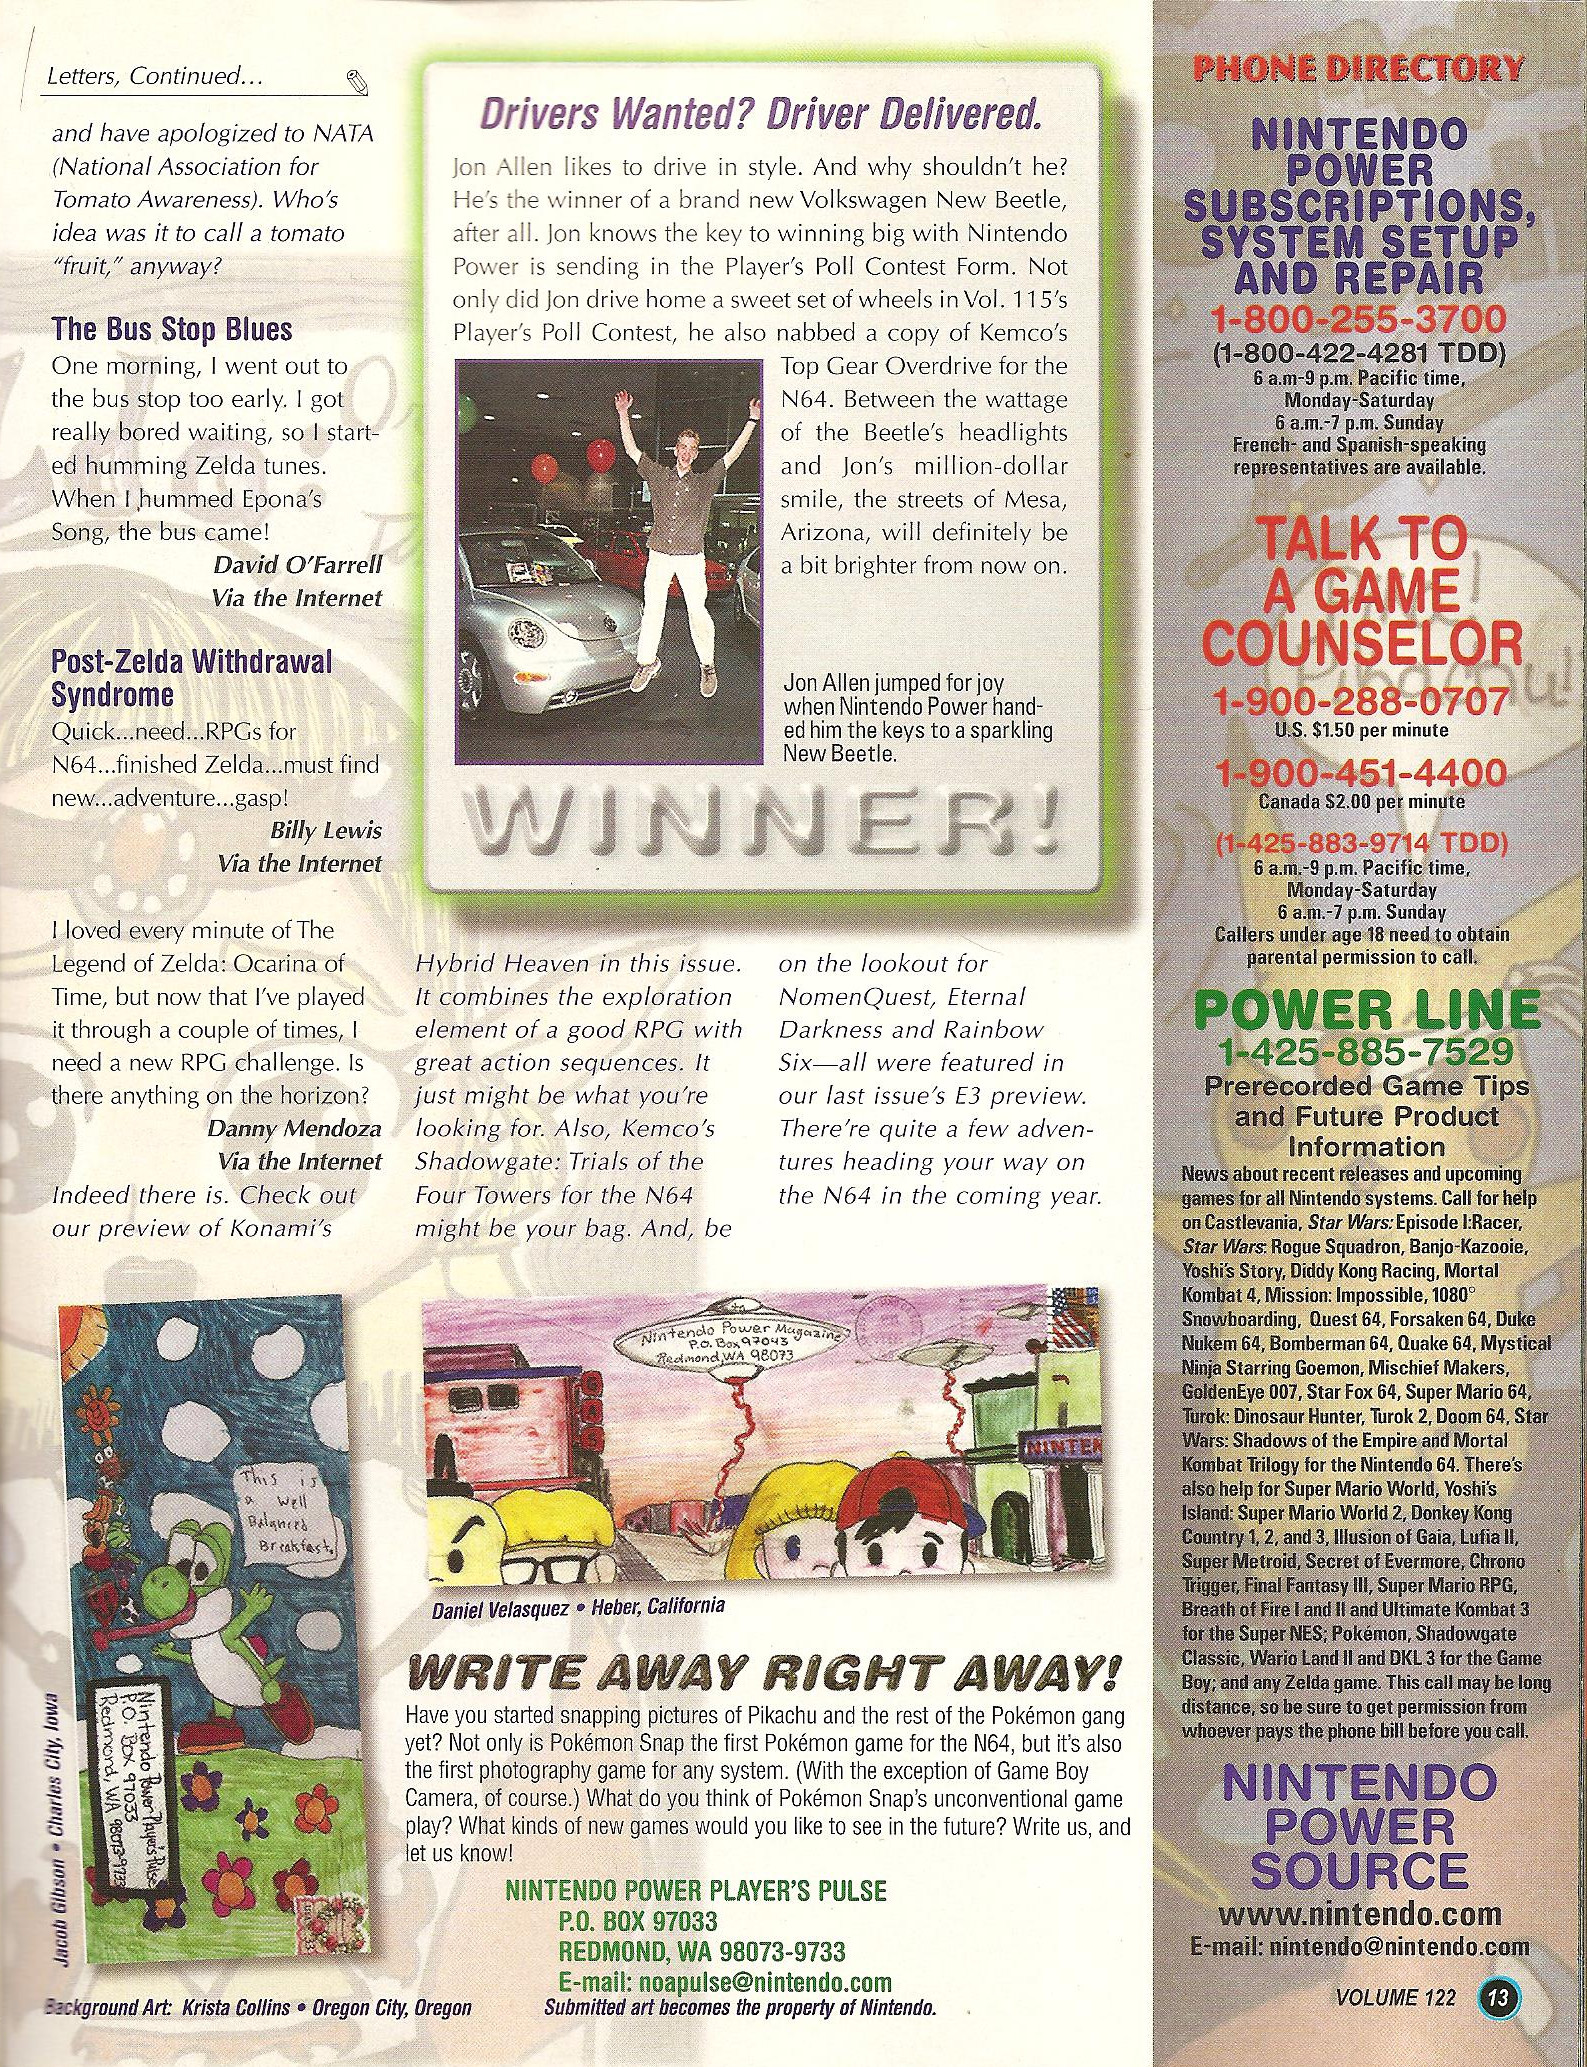 Letters, Continued...
and have apologized to NATA
(National Association for
Tomato Awareness). Who's
idea was it to call a tomato
"fruit," anyway?
The Bus Stop Blues
One morning, I went out to
the bus stop too early. I got
really bored waiting, so I start-
ed humming Zelda tunes.
When I hummed Epona's
Song, the bus came!
David O'Farrell
Via the Internet
Post-Zelda Withdrawal
Syndrome
Quick...need...RPGs for
N64...finished Zelda...must find
new...adventure...gasp!
Billy Lewis
Via the Internet
I loved every minute of The
Legend of Zelda: Ocarina of
Time, but now that I've played
it through a couple of times, I
need a new RPG challenge. Is
there anything on the horizon?
Danny Mendoza
Via the Internet
Indeed there is. Check out
our preview of Konami's
Hybrid Heaven in this issue.
It combines the exploration
element of a good RPG with
great action sequences. It
just might be what you're
looking for. Also, Kemco's
Shadowgate: Trials of the
Four Towers for the N64
might be your bag. And, be
on the lookout for
NomenQuest, Eternal
Darkness and Rainbow
Six—all were featured in
our last issue's E3 preview.
There're quite a few adven-
tures heading your way on
the N64 in the coming year.
Drivers Wanted? Driver Delivered.
Jon Allen likes to drive in style. And why shouldn't he?
He's the winner of a brand new Volkswagen New Beetle,
after all. Jon knows the key to winning big with Nintendo
Power is sending in the Player's Poll Contest Form. Not
only did Jon drive home a sweet set of wheels in Vol. 115's
Player's Poll Contest, he also nabbed a copy of Kemco's
Top Gear Overdrive for the
N64. Between the wattage
of the Beetle's headlights
and Jon's million-dollar
smile, the streets of Mesa,
Arizona, will definitely be
a bit brighter from now on.
Jon Allen jumped for joy
when Nintendo Power hand-
ed him the keys to a sparkling
New Beetle.
WINNER!
This is
a well
Balanced
Breakfast.
Nintendo Power Player's Pulse
P.O. Box 97033
Redmond, WA 98073-9733
Jacob Gibson • Charles City, Iowa
to
Nintendo Power Magazine
P.O. Box 97043
Redmond, WA 98073
NINTEN
Daniel Velasquez • Heber, California
WRITE AWAY RIGHT AWAY!
Have you started snapping pictures of Pikachu and the rest of the Pokémon gang
yet? Not only is Pokémon Snap the first Pokémon game for the N64, but it's also
the first photography game for any system. (With the exception of Game Boy
Camera, of course.) What do you think of Pokémon Snap's unconventional game
play? What kinds of new games would you like to see in the future? Write us, and
let us know!
NINTENDO POWER PLAYER'S PULSE
P.O. BOX 97033
REDMOND, WA 98073-9733
E-mail: noapulse@nintendo.com
Submitted art becomes the property of Nintendo.
Background Art: Krista Collins • Oregon City, Oregon
PHONE DIRECTORY
NINTENDO
POWER
SUBSCRIPTIONS,
SYSTEM SETUP
AND REPAIR
1-800-255-3700
(1-800-422-4281 TDD)
6 a.m-9 p.m. Pacific time,
Monday-Saturday
6 a.m.-7 p.m. Sunday
French- and Spanish-speaking
representatives are available.
TALK TO
A GAME
COUNSELOR
1-900-288-0707
U.S. $1.50 per minute
1-900-451-4400
Canada $2.00 per minute
(1-425-883-9714 TDD)
6 a.m.-9 p.m. Pacific time,
Monday-Saturday
6 a.m.-7 p.m. Sunday
Callers under age 18 need to obtain
parental permission to call.
POWER LINE
1-425-885-7529
Prerecorded Game Tips
and Future Product
Information
News about recent releases and upcoming
games for all Nintendo systems. Call for help
on Castlevania, Star Wars: Episode I:Racer,
Star Wars: Rogue Squadron, Banjo-Kazooie,
Yoshi's Story, Diddy Kong Racing, Mortal
Kombat 4, Mission: Impossible, 1080°
Snowboarding, Quest 64, Forsaken 64, Duke
Nukem 64, Bomberman 64, Quake 64, Mystical
Ninja Starring Goemon, Mischief Makers,
GoldenEye 007, Star Fox 64, Super Mario 64,
Turok: Dinosaur Hunter, Turok 2, Doom 64, Star
Wars: Shadows of the Empire and Mortal
Kombat Trilogy for the Nintendo 64. There's
also help for Super Mario World, Yoshi's
Island: Super Mario World 2, Donkey Kong
Country 1, 2, and 3, Illusion of Gaia, Lufia II,
Super Metroid, Secret of Evermore, Chrono
Trigger, Final Fantasy III, Super Mario RPG,
Breath of Fire I and II and Ultimate Kombat 3
for the Super NES; Pokémon, Shadowgate
Classic, Wario Land II and DKL 3 for the Game
Boy; and any Zelda game. This call may be long
distance, so be sure to get permission from
whoever pays the phone bill before you call.
NINTENDO
POWER
SOURCE
www.nintendo.com
E-mail: nintendo@nintendo.com
VOLUME 122 13